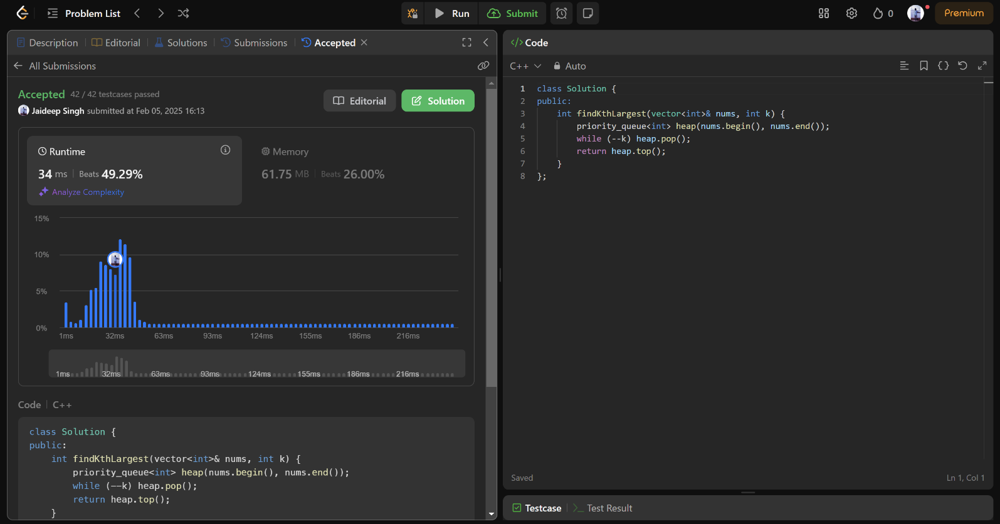 Problem List
Run
Submit
0
Premium
Description
Editorial
Solutions
Submissions
Accepted
All Submissions
Accepted 42 / 42 testcases passed
Jaideep Singh submitted at Feb 05, 2025 16:13
Editorial
Solution
Runtime
34 ms Beats 49.29%
Analyze Complexity
Memory
61.75 MB Beats 26.00%
15%
10%
5%
0%
1ms 32ms 63ms 93ms 124ms 155ms 186ms 216ms
1ms 32ms 63ms 93ms 124ms 155ms 186ms 216ms
Code C++
class Solution {
public:
    int findKthLargest(vector<int>& nums, int k) {
        priority_queue<int> heap(nums.begin(), nums.end());
        while (--k) heap.pop();
        return heap.top();
    }
</> Code
C++ Auto
1 class Solution {
2 public:
3     int findKthLargest(vector<int>& nums, int k) {
4         priority_queue<int> heap(nums.begin(), nums.end());
5         while (--k) heap.pop();
6         return heap.top();
7     }
8 };
Saved
Ln 1, Col 1
Testcase
>_ Test Result